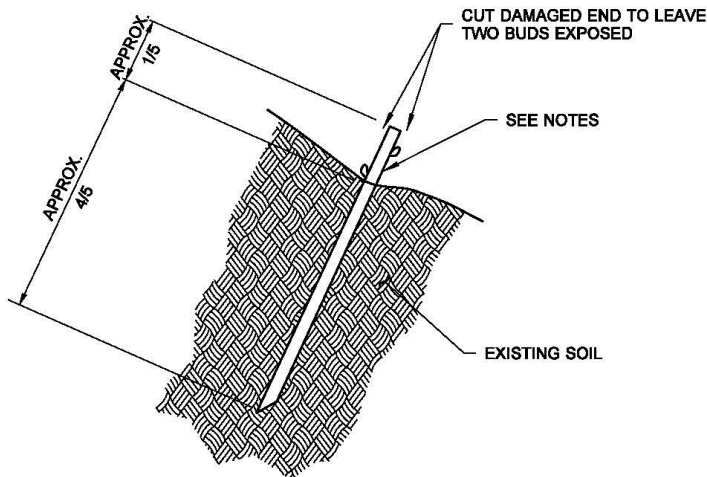 CUT DAMAGED END TO LEAVE
TWO BUDS EXPOSED
APPROX.
1/5
SEE NOTES
APPROX.
4/5
EXISTING SOIL